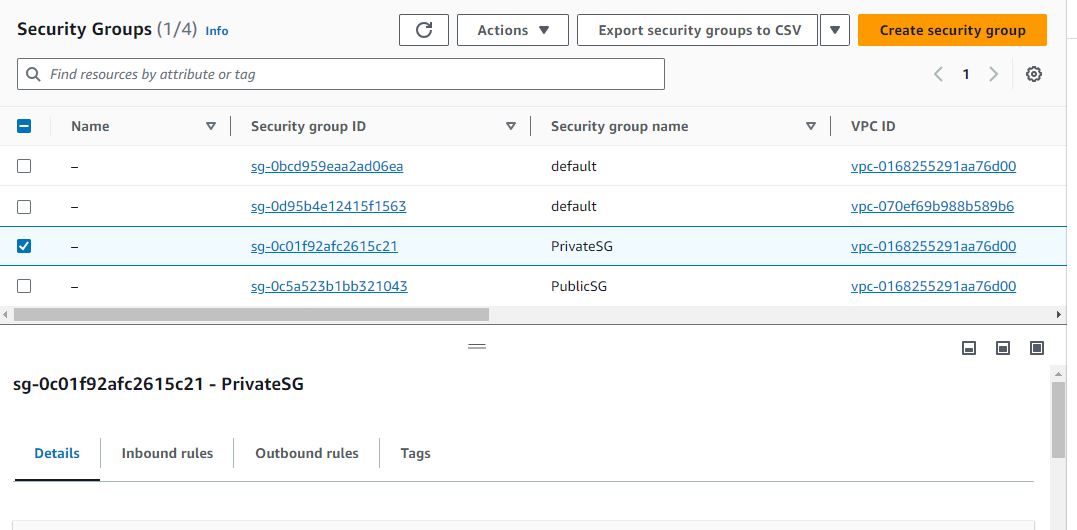 Security Groups (1/4) Info
Actions
Export security groups to CSV
Create security group
Find resources by attribute or tag
1
Name Security group ID Security group name VPC ID
– sg-0bcd959eaa2ad06ea default vpc-0168255291aa76d00
– sg-0d95b4e12415f1563 default vpc-070ef69b988b589b6
– sg-0c01f92afc2615c21 PrivateSG vpc-0168255291aa76d00
– sg-0c5a523b1bb321043 PublicSG vpc-0168255291aa76d00
sg-0c01f92afc2615c21 - PrivateSG
Details Inbound rules Outbound rules Tags